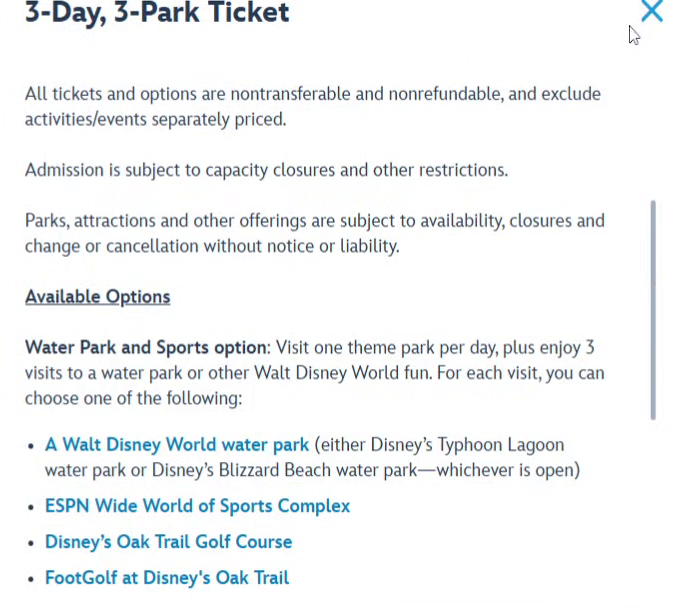 3-Day, 3-Park Ticket
All tickets and options are nontransferable and nonrefundable, and exclude
activities/events separately priced.
Admission is subject to capacity closures and other restrictions.
Parks, attractions and other offerings are subject to availability, closures and
change or cancellation without notice or liability.
Available Options
Water Park and Sports option: Visit one theme park per day, plus enjoy 3
visits to a water park or other Walt Disney World fun. For each visit, you can
choose one of the following:
• A Walt Disney World water park (either Disney’s Typhoon Lagoon
water park or Disney’s Blizzard Beach water park—whichever is open)
• ESPN Wide World of Sports Complex
• Disney’s Oak Trail Golf Course
• FootGolf at Disney's Oak Trail